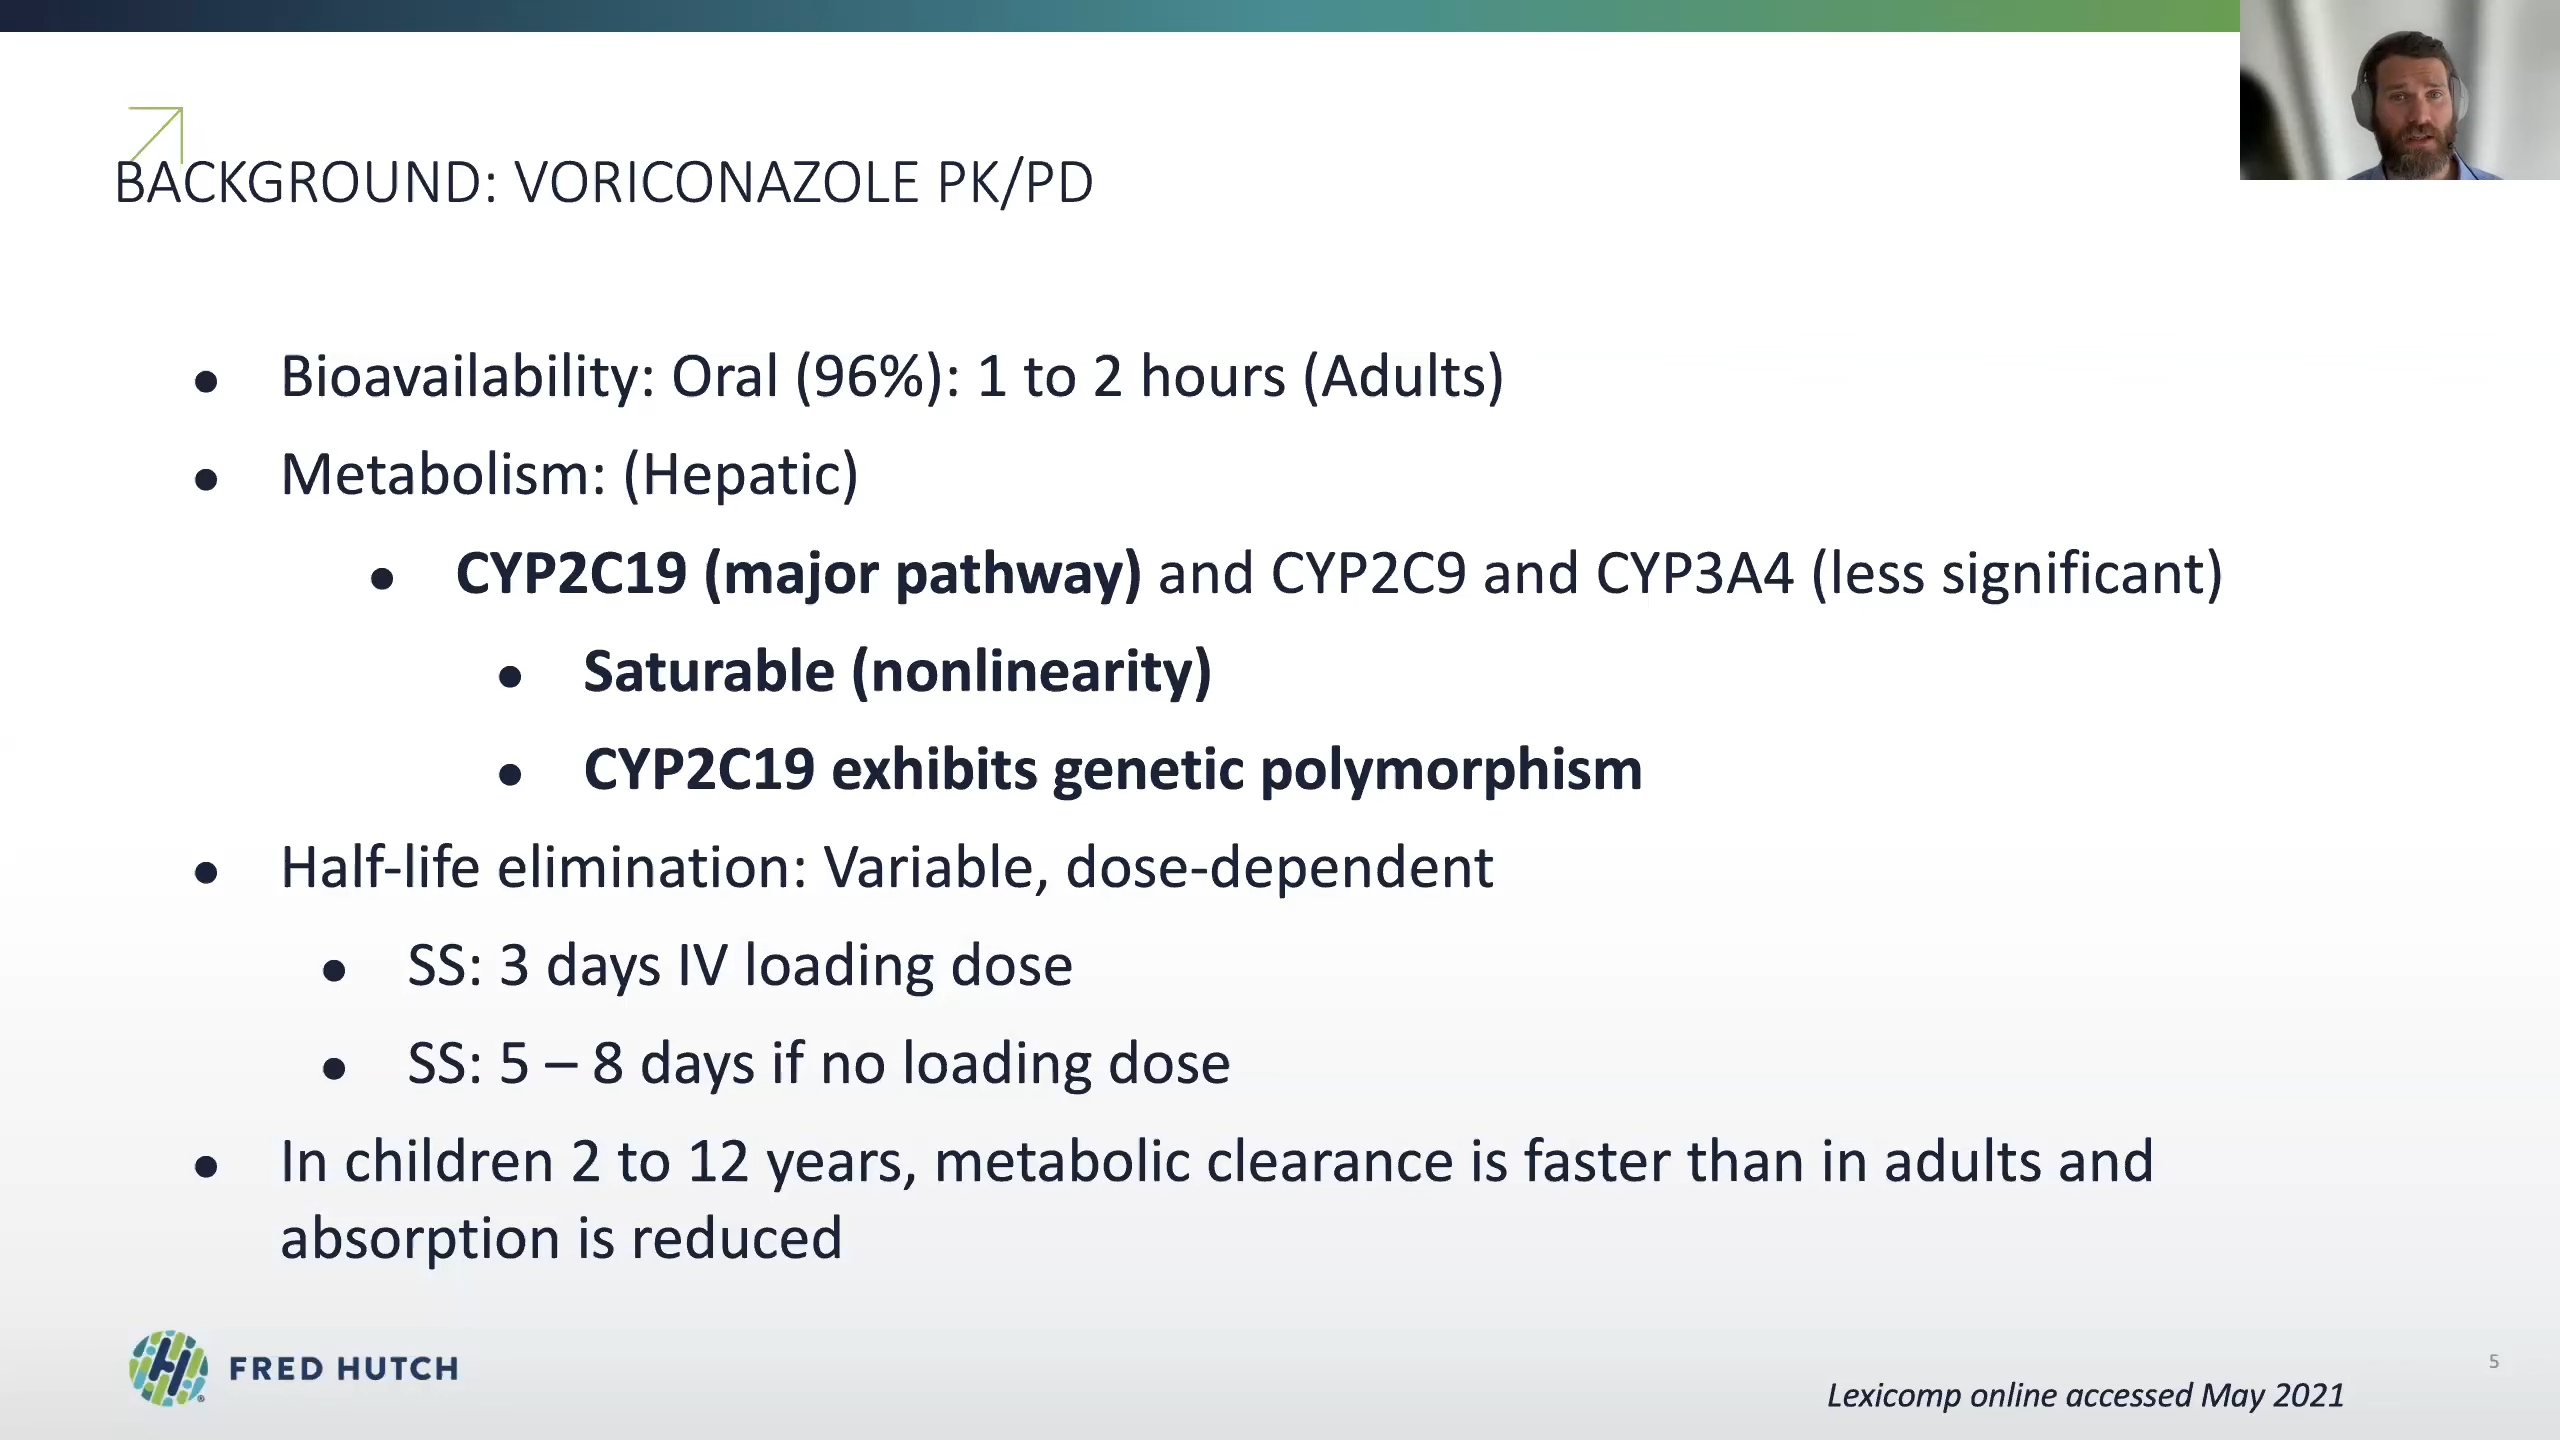 BACKGROUND: VORICONAZOLE PK/PD
• Bioavailability: Oral (96%): 1 to 2 hours (Adults)
• Metabolism: (Hepatic)
• CYP2C19 (major pathway) and CYP2C9 and CYP3A4 (less significant)
• Saturable (nonlinearity)
• CYP2C19 exhibits genetic polymorphism
• Half-life elimination: Variable, dose-dependent
• SS: 3 days IV loading dose
• SS: 5 – 8 days if no loading dose
• In children 2 to 12 years, metabolic clearance is faster than in adults and
absorption is reduced
FRED HUTCH
5
Lexicomp online accessed May 2021